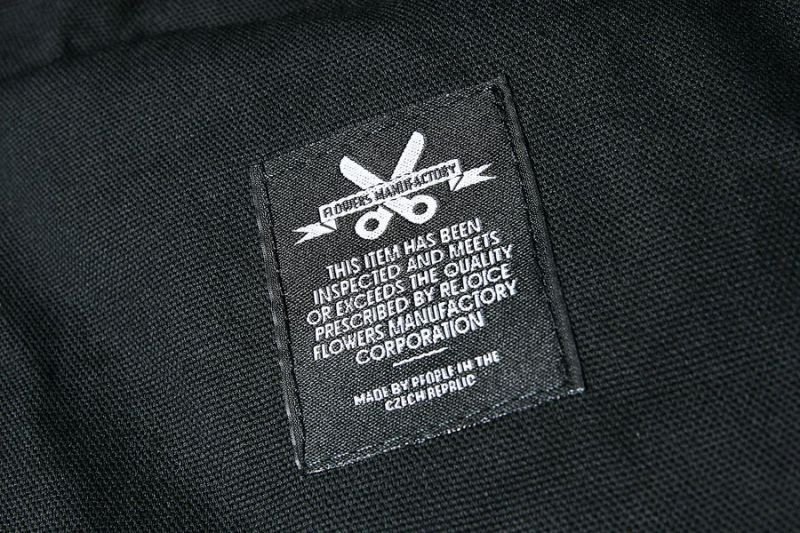 FLOWERS MANUFACTORY
THIS ITEM HAS BEEN
INSPECTED AND MEETS
OR EXCEEDS THE QUALITY
PRESCRIBED BY REJOICE
FLOWERS MANUFACTORY
CORPORATION
MADE BY PEOPLE IN THE
CZECH REPRLIC